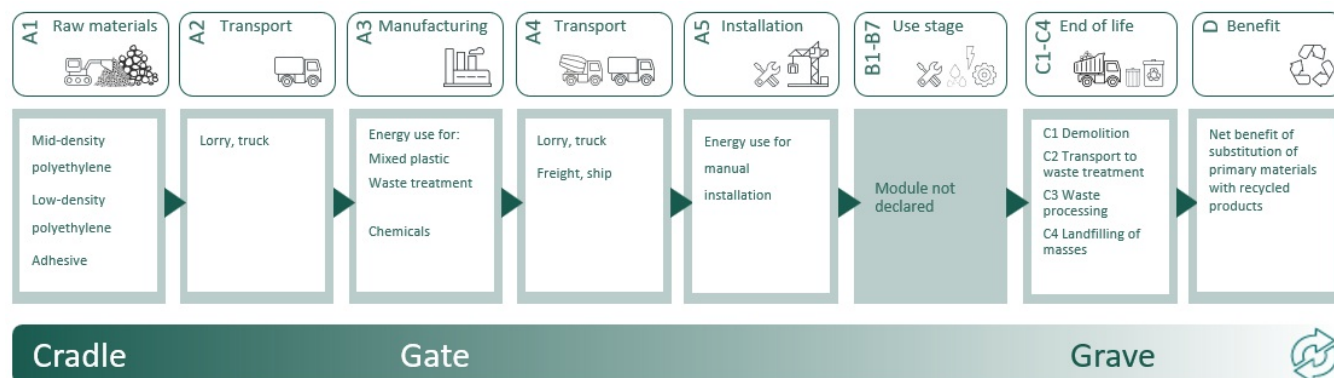 A1 Raw materials
A2 Transport
A3 Manufacturing
A4 Transport
A5 Installation
B1-B7 Use stage
C1-C4 End of life
D Benefit
Mid-density
polyethylene
Low-density
polyethylene
Adhesive
Lorry, truck
Energy use for:
Mixed plastic
Waste treatment
Chemicals
Lorry, truck
Freight, ship
Energy use for
manual
installation
Module not
declared
C1 Demolition
C2 Transport to
waste treatment
C3 Waste
processing
C4 Landfilling of
masses
Net benefit of
substitution of
primary materials
with recycled
products
Cradle
Gate
Grave